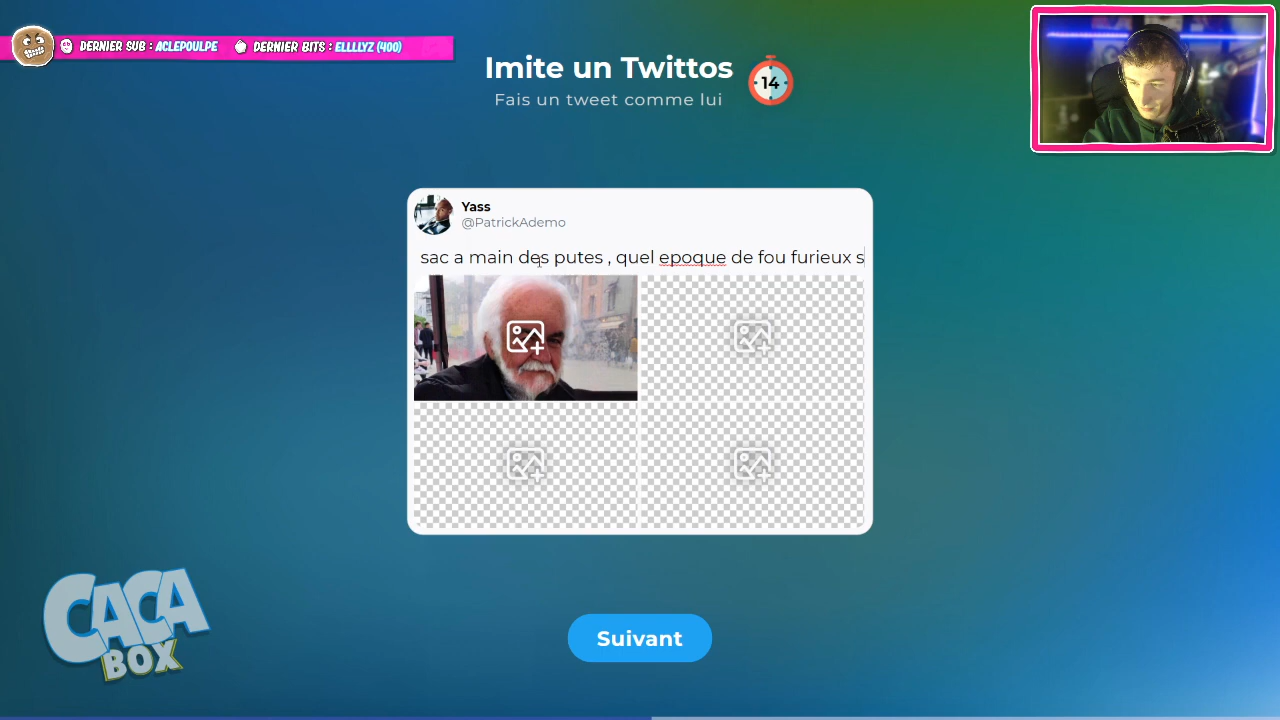 DERNIER SUB : ACLEPOULPE DERNIER BITS : ELLLLYZ (400)
Imite un Twittos
14
Fais un tweet comme lui
Yass
@PatrickAdemo
sac a main des putes , quel epoque de fou furieux s
CACA
BOX
Suivant